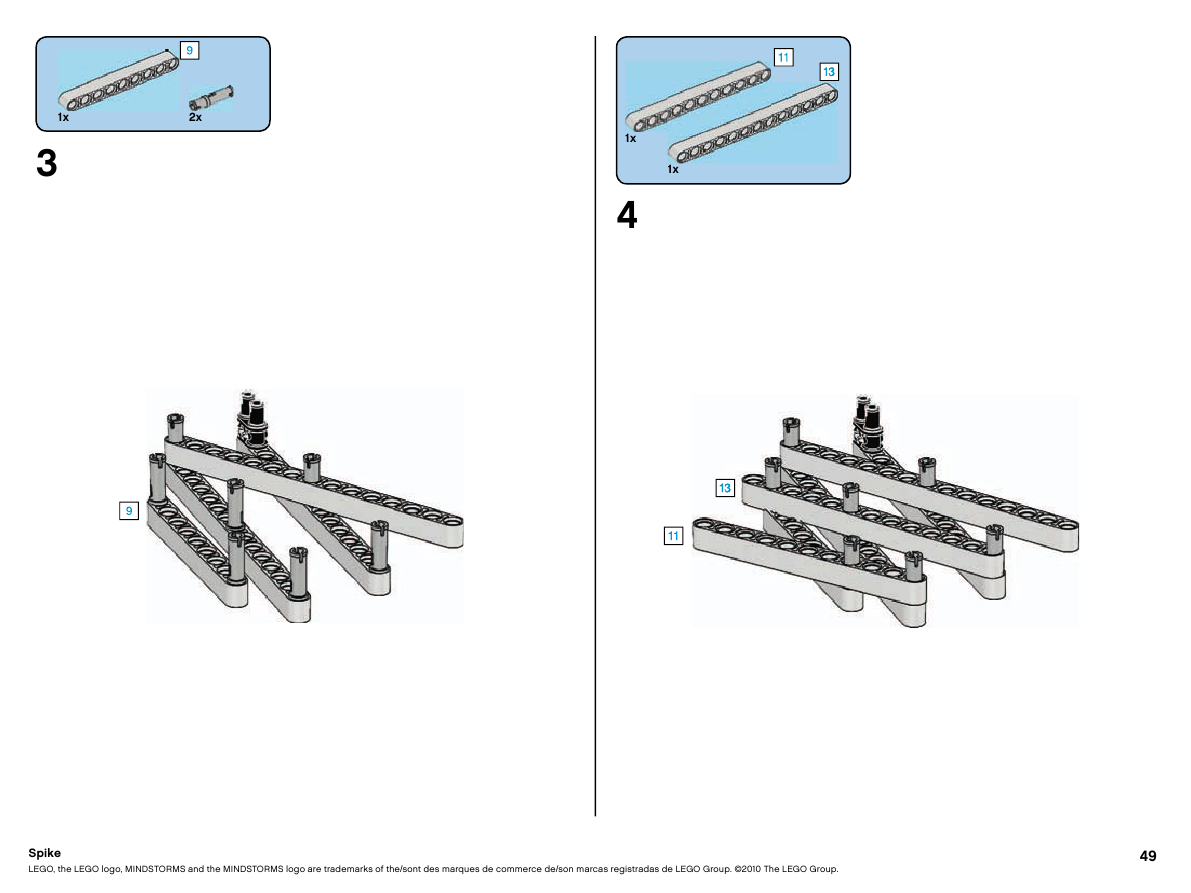 9
1x
2x
3
9
11
13
1x
1x
4
13
11
Spike
LEGO, the LEGO logo, MINDSTORMS and the MINDSTORMS logo are trademarks of the/sont des marques de commerce de/son marcas registradas de LEGO Group. ©2010 The LEGO Group.
49